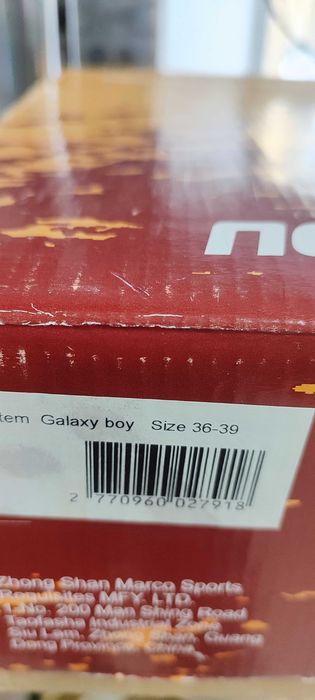 tem Galaxy boy Size 36-39
2 770960 027918
Zhong Shan Marco Sports
Requisites MFY. LTD.
No. 200 Man Shing Road
Taofasha Industrial Zone
Siu Lam, Zhong Shan, Guang
Dong Province, China